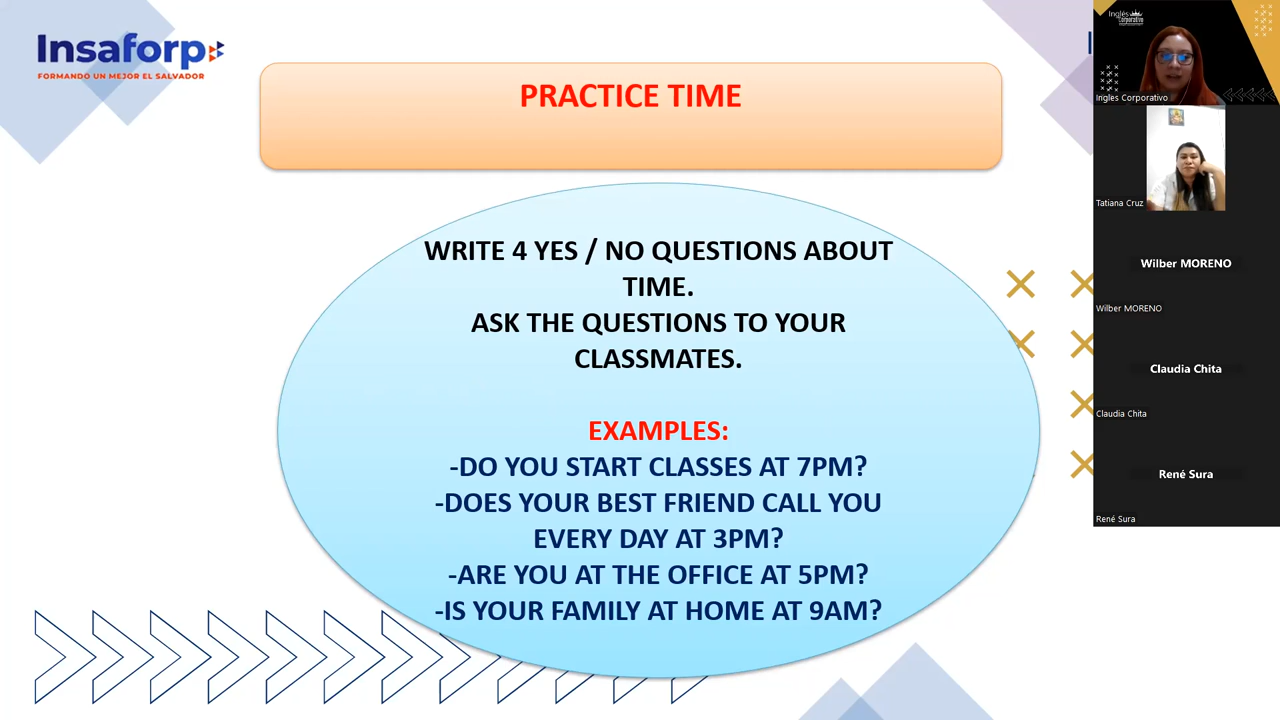 Insaforp
FORMANDO UN MEJOR EL SALVADOR
PRACTICE TIME
WRITE 4 YES / NO QUESTIONS ABOUT
TIME.
ASK THE QUESTIONS TO YOUR
CLASSMATES.
EXAMPLES:
-DO YOU START CLASSES AT 7PM?
-DOES YOUR BEST FRIEND CALL YOU
EVERY DAY AT 3PM?
-ARE YOU AT THE OFFICE AT 5PM?
-IS YOUR FAMILY AT HOME AT 9AM?
Inglés
Corporativo
Ingles Corporativo
Tatiana Cruz
Wilber MORENO
Wilber MORENO
Claudia Chita
Claudia Chita
René Sura
René Sura